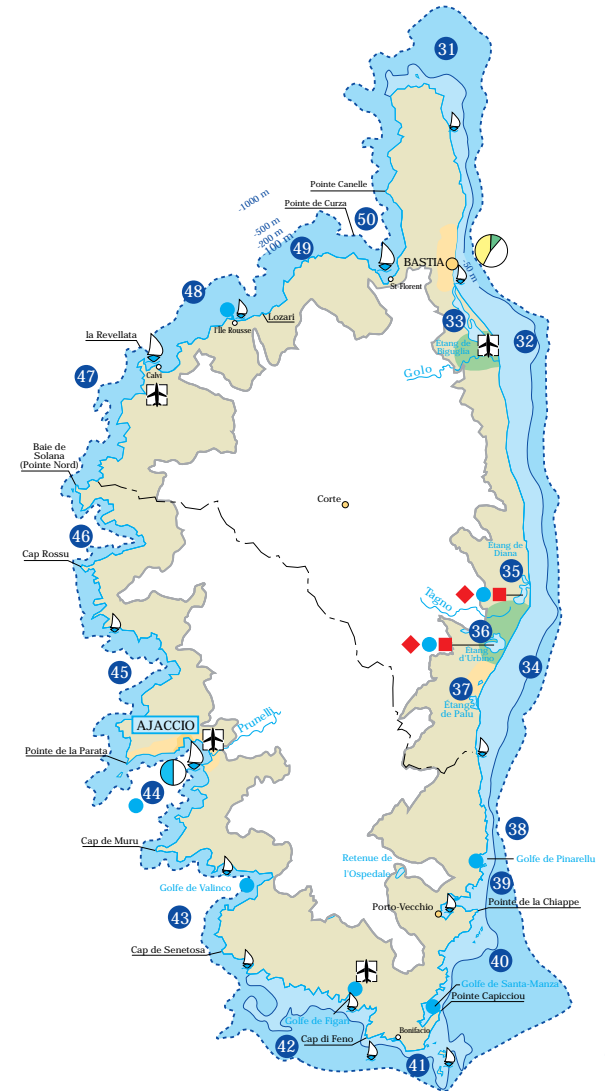 31
Pointe Canelle
Pointe de Curza
-1000 m
50
-500 m
-200 m
100 m
49
BASTIA
-50 m
St Florent
48
l'Ile Rousse
Lozari
33
32
la Revellata
Étang de
Biguglia
Golo
47
Calvi
Baie de
Solana
(Pointe Nord)
Corte
46
Cap Rossu
Étang de
Diana
35
Tagno
36
Étang
d'Urbino
34
45
37
Étang
de Palu
AJACCIO
Prunelli
Pointe de la Parata
44
38
Cap de Muru
Retenue de
l'Ospedale
Golfe de Pinarellu
39
Golfe de Valinco
Porto-Vecchio
Pointe de la Chiappe
43
Cap de Senetosa
40
Golfe de Santa-Manza
Pointe Capicciou
Golfe de Figari
Bonifacio
42
Cap di Feno
41